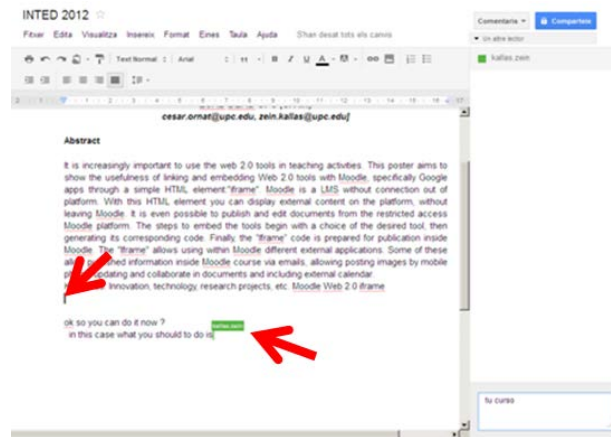 INTED 2012
Fitxer Edita Visualitza Insereix Format Eines Taula Ajuda S'han desat tots els canvis
Comentaris
Comparteix
Un altre lector
kallas.zein
Text Normal Arial 11 B I U A
cesar.ornat@upc.edu, zein.kallas@upc.edu]
Abstract
It is increasingly important to use the web 2.0 tools in teaching activities. This poster aims to
show the usefulness of linking and embedding Web 2.0 tools with Moodle, specifically Google
apps through a simple HTML element "iframe". Moodle is a LMS without connection out of
platform. With this HTML element you can display external content on the platform, without
leaving Moodle. It is even possible to publish and edit documents from the restricted access
Moodle platform. The steps to embed the tools begin with a choice of the desired tool, then
generating its corresponding code. Finally, the "iframe" code is prepared for publication inside
Moodle. The "iframe" allows using within Moodle different external applications. Some of these
published information inside Moodle course via emails, allowing posting images by mobile
updating and collaborate in documents and including external calendar.
Innovation, technology, research projects, etc. Moodle Web 2.0 iframe
ok so you can do it now ?
kallas.zein
in this case what you should to do is
tu curso